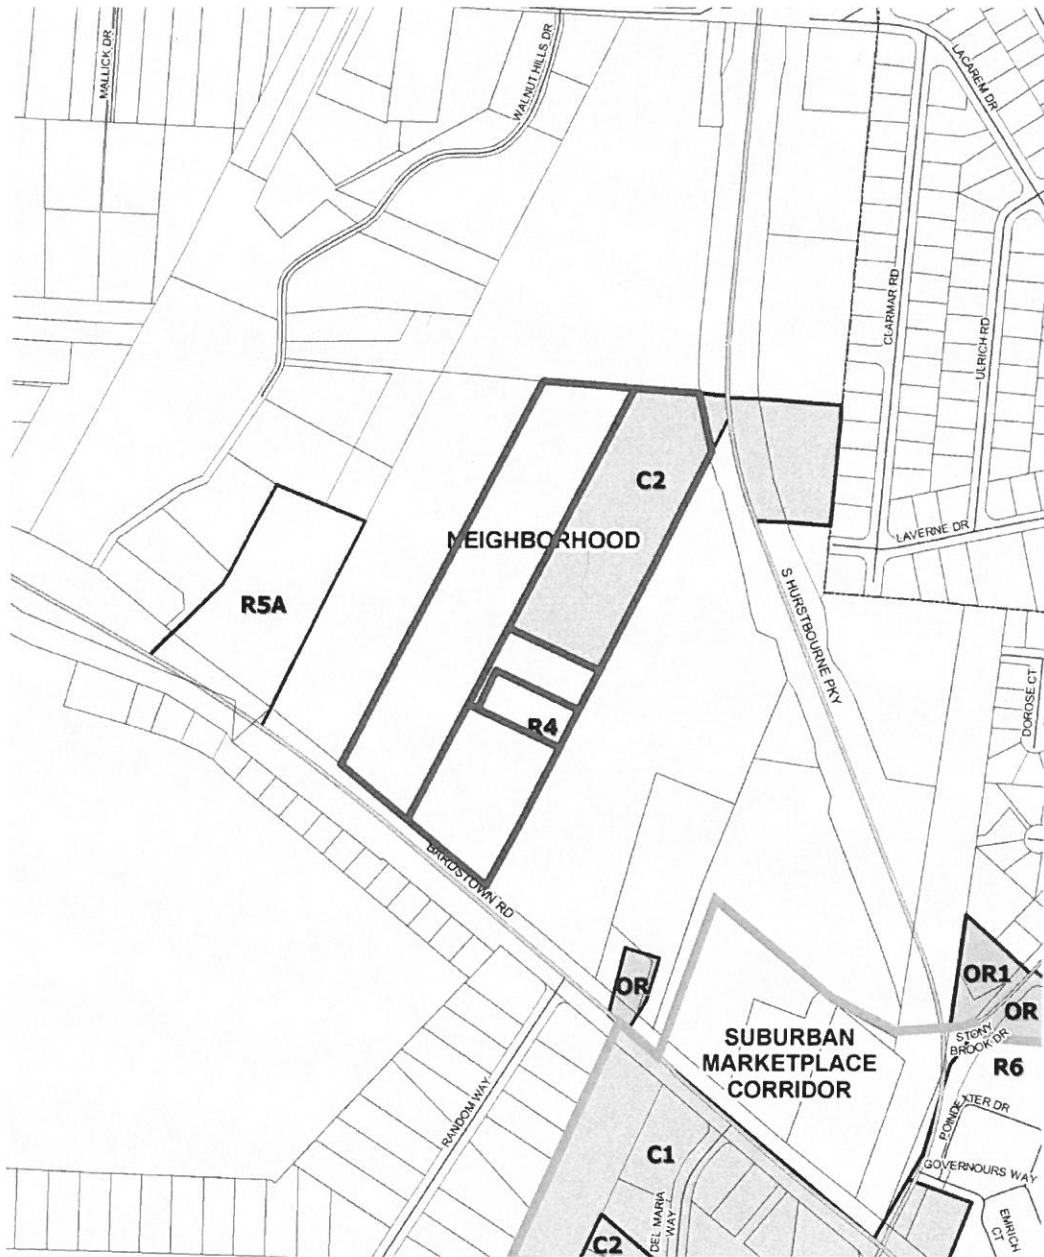 MALLICK DR
WALNUT HILLS DR
LACAREM DR
CLARMAR RD
ULRICH RD
C2
NEIGHBORHOOD
LAVERNE DR
R5A
S HURSTBOURNE PKY
R4
DOROSE CT
BARDSTOWN RD
OR1
OR
OR
STONY
BROOK DR
SUBURBAN
MARKETPLACE
CORRIDOR
R6
RANDOM WAY
POINDEXTER DR
C1
GOVERNOURS WAY
DEL MARIA
WAY
EMRICH
CT
C2